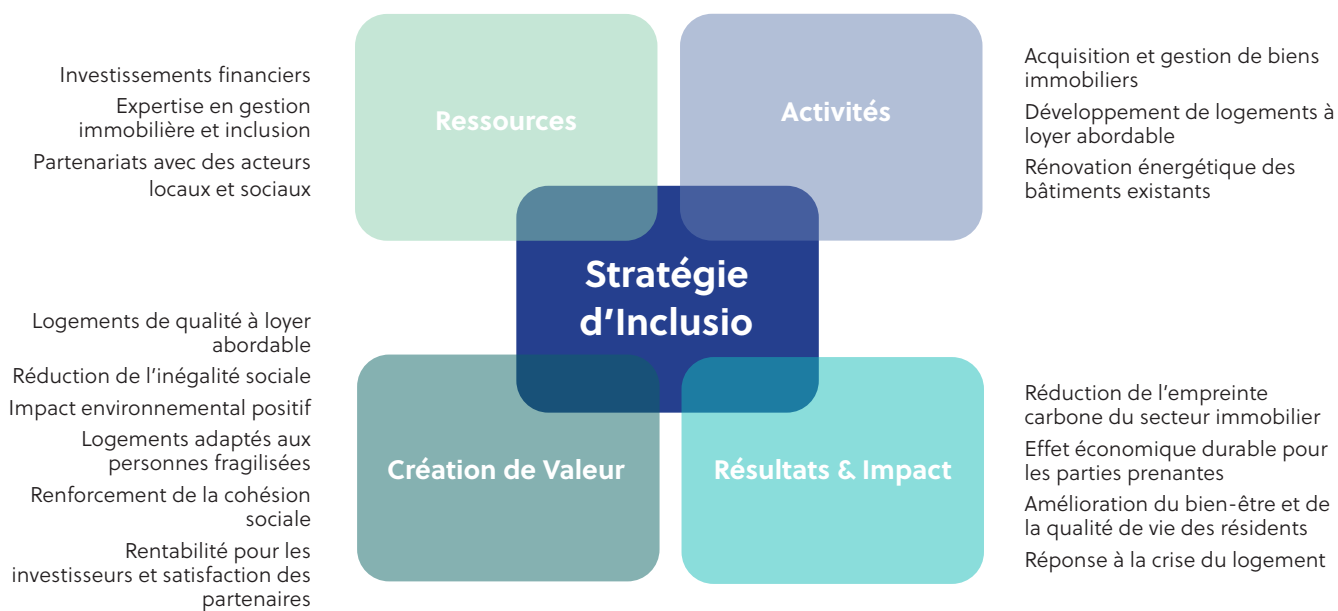 Investissements financiers
Expertise en gestion
immobilière et inclusion
Partenariats avec des acteurs
locaux et sociaux
Ressources
Activités
Acquisition et gestion de biens
immobiliers
Développement de logements à
loyer abordable
Rénovation énergétique des
bâtiments existants
Stratégie
d'Inclusio
Logements de qualité à loyer
abordable
Réduction de l'inégalité sociale
Impact environnemental positif
Logements adaptés aux
personnes fragilisées
Renforcement de la cohésion
sociale
Rentabilité pour les
investisseurs et satisfaction des
partenaires
Création de Valeur
Résultats & Impact
Réduction de l'empreinte
carbone du secteur immobilier
Effet économique durable pour
les parties prenantes
Amélioration du bien-être et de
la qualité de vie des résidents
Réponse à la crise du logement